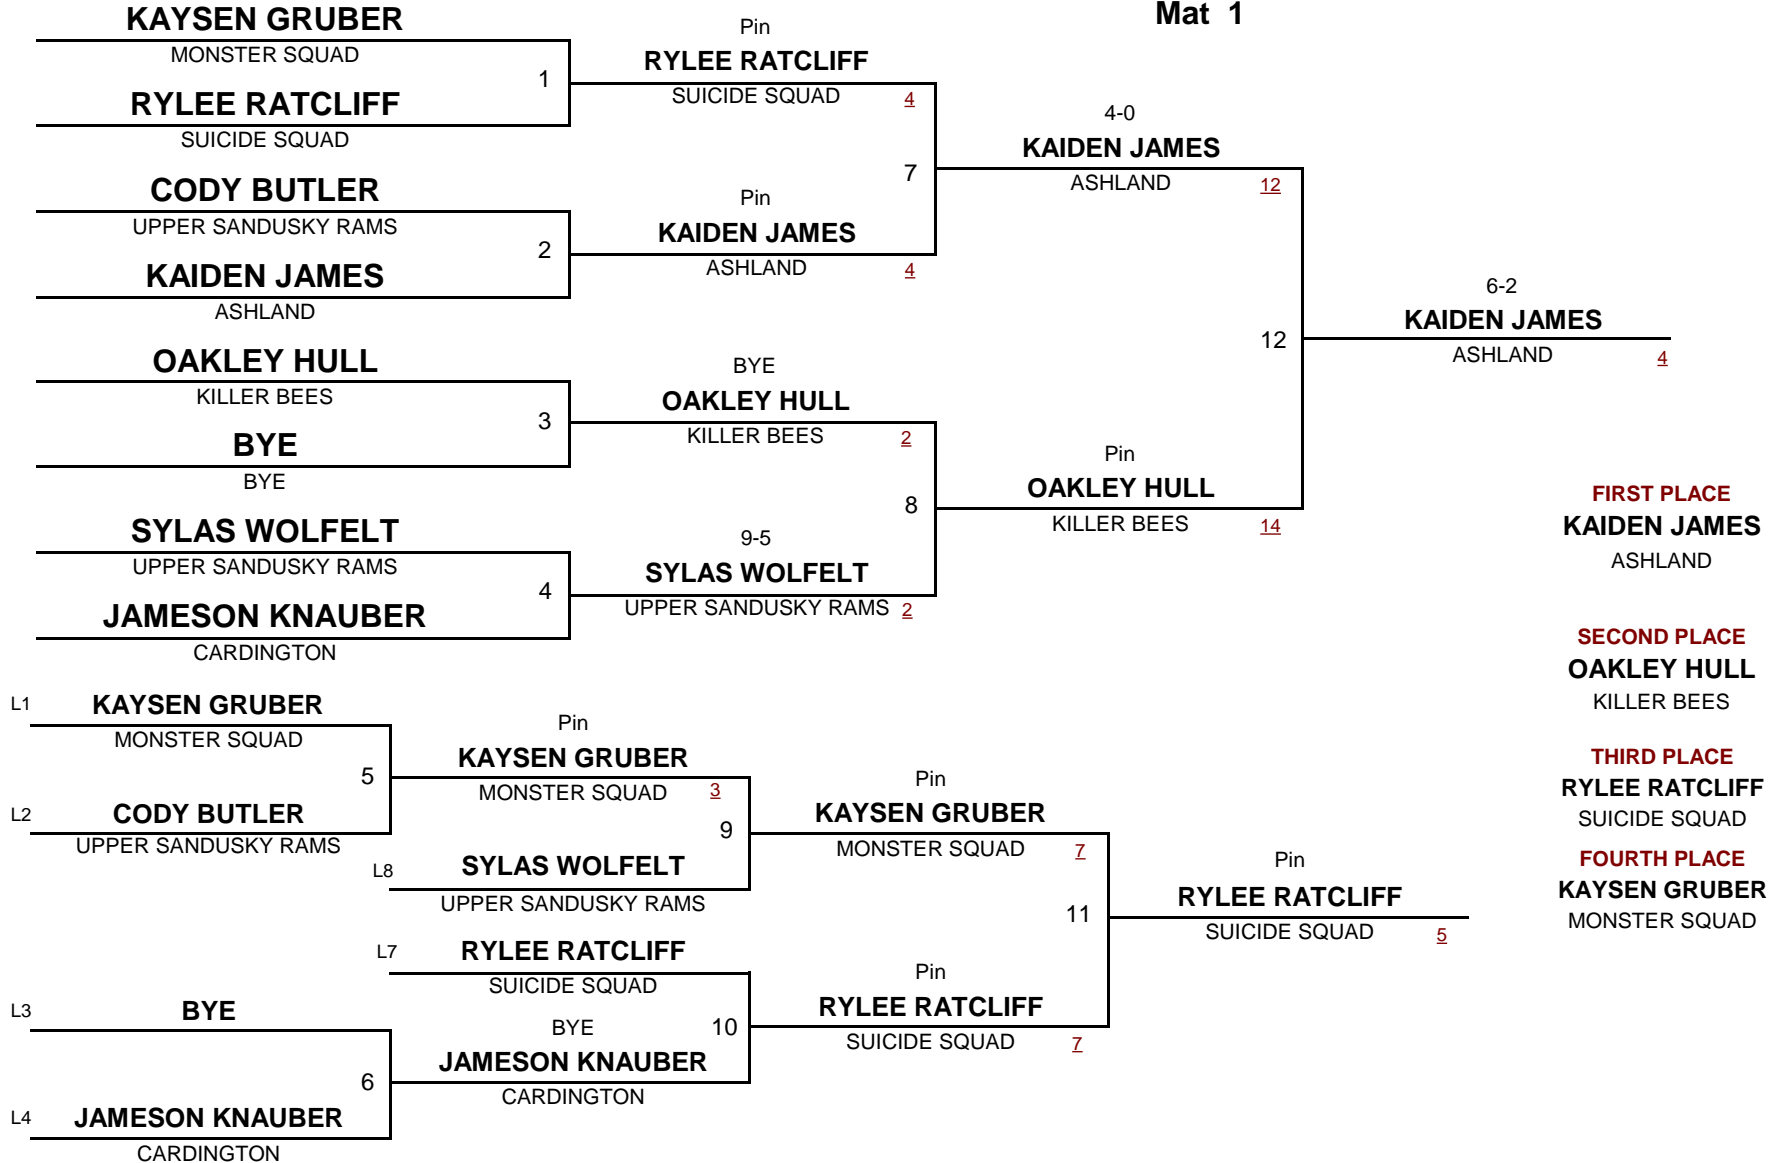 Mat 1
KAYSEN GRUBER
MONSTER SQUAD
1
RYLEE RATCLIFF
SUICIDE SQUAD
CODY BUTLER
UPPER SANDUSKY RAMS
2
KAIDEN JAMES
ASHLAND
OAKLEY HULL
KILLER BEES
3
BYE
BYE
SYLAS WOLFELT
UPPER SANDUSKY RAMS
4
JAMESON KNAUBER
CARDINGTON
Pin
RYLEE RATCLIFF
SUICIDE SQUAD 4
7
Pin
KAIDEN JAMES
ASHLAND 4
BYE
OAKLEY HULL
KILLER BEES 2
8
9-5
SYLAS WOLFELT
UPPER SANDUSKY RAMS 2
4-0
KAIDEN JAMES
ASHLAND 12
12
Pin
OAKLEY HULL
KILLER BEES 14
6-2
KAIDEN JAMES
ASHLAND 4
L1 KAYSEN GRUBER
MONSTER SQUAD
5
L2 CODY BUTLER
UPPER SANDUSKY RAMS
L3 BYE
6
L4 JAMESON KNAUBER
CARDINGTON
Pin
KAYSEN GRUBER
MONSTER SQUAD 3
9
L8 SYLAS WOLFELT
UPPER SANDUSKY RAMS
L7 RYLEE RATCLIFF
SUICIDE SQUAD
10
BYE
JAMESON KNAUBER
CARDINGTON
Pin
KAYSEN GRUBER
MONSTER SQUAD 7
11
Pin
RYLEE RATCLIFF
SUICIDE SQUAD 7
Pin
RYLEE RATCLIFF
SUICIDE SQUAD 5
FIRST PLACE
KAIDEN JAMES
ASHLAND
SECOND PLACE
OAKLEY HULL
KILLER BEES
THIRD PLACE
RYLEE RATCLIFF
SUICIDE SQUAD
FOURTH PLACE
KAYSEN GRUBER
MONSTER SQUAD